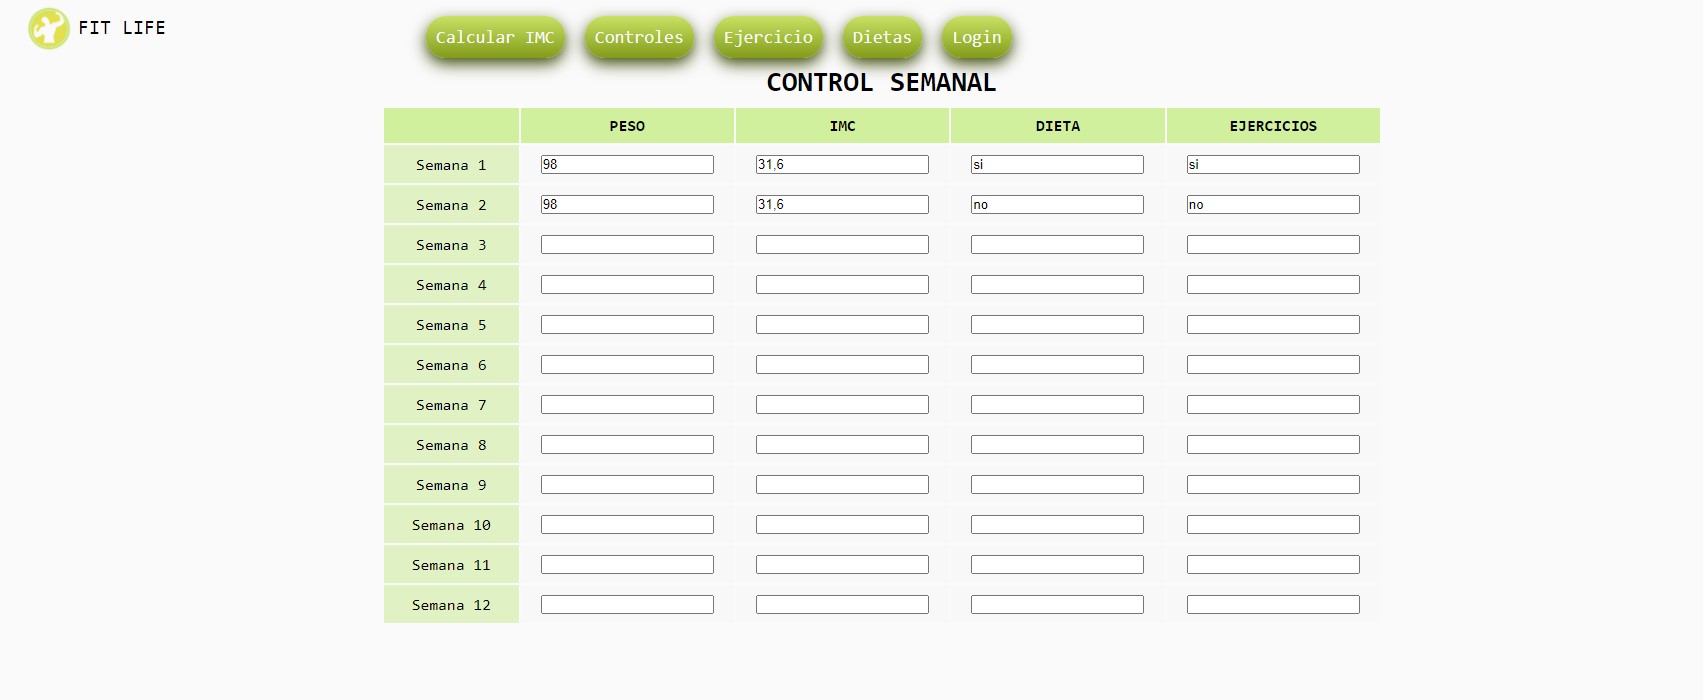 FIT LIFE
Calcular IMC Controles Ejercicio Dietas Login
CONTROL SEMANAL
PESO IMC DIETA EJERCICIOS
Semana 1 98 31,6 si si
Semana 2 98 31,6 no no
Semana 3
Semana 4
Semana 5
Semana 6
Semana 7
Semana 8
Semana 9
Semana 10
Semana 11
Semana 12